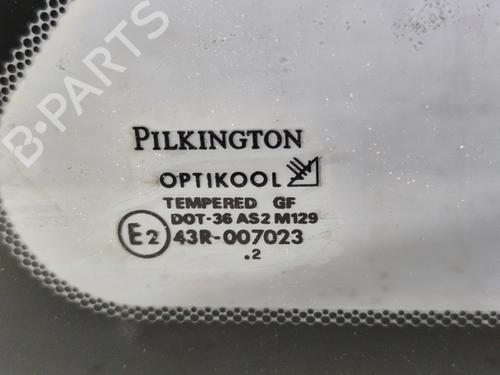 B-PARTS
PILKINGTON
OPTIKOOL
TEMPERED GF
DOT-36 AS2 M129
E2 43R-007023
.2